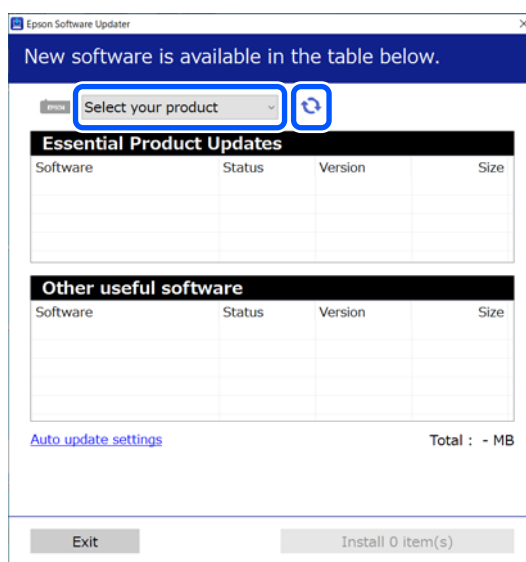 Epson Software Updater
New software is available in the table below.
EPSON Select your product
Essential Product Updates
Software Status Version Size
Other useful software
Software Status Version Size
Auto update settings Total : - MB
Exit Install 0 item(s)